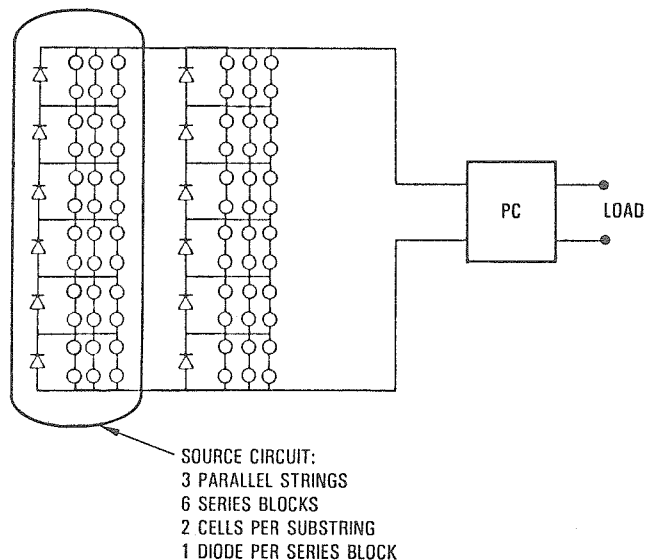 PC
LOAD
SOURCE CIRCUIT:
3 PARALLEL STRINGS
6 SERIES BLOCKS
2 CELLS PER SUBSTRING
1 DIODE PER SERIES BLOCK